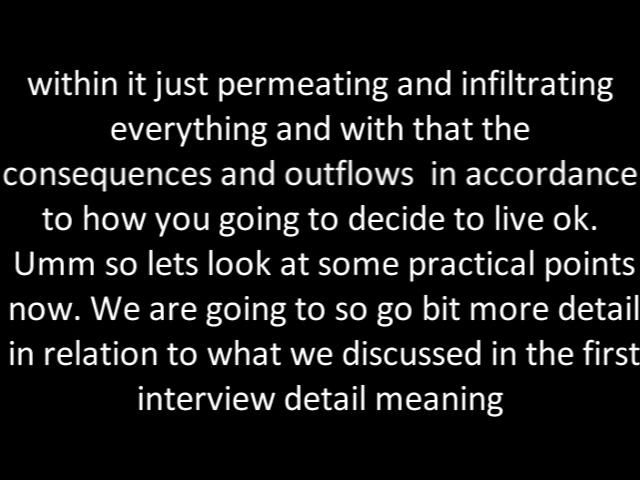 within it just permeating and infiltrating
everything and with that the
consequences and outflows  in accordance
to how you going to decide to live ok.
Umm so lets look at some practical points
now. We are going to so go bit more detail
in relation to what we discussed in the first
interview detail meaning